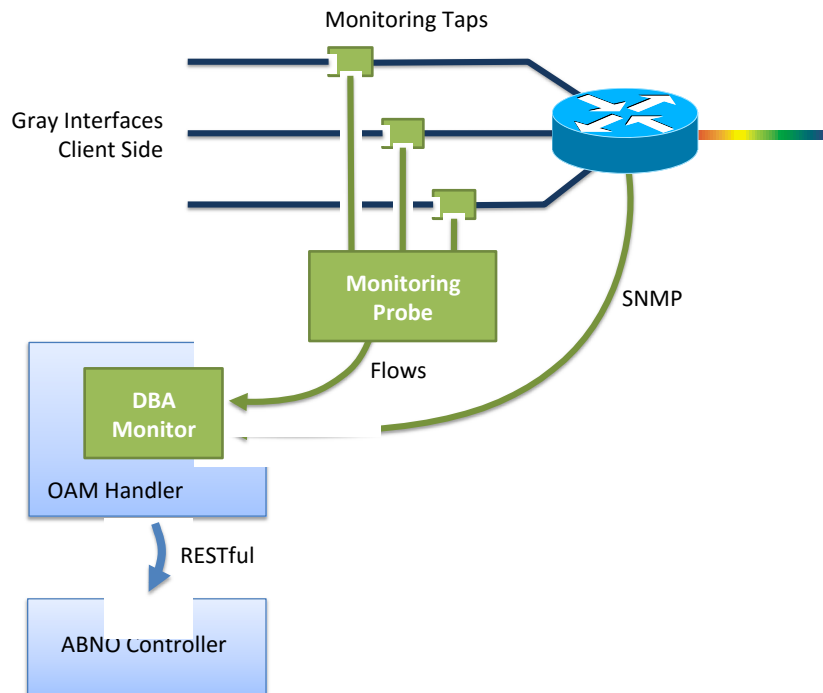 Monitoring Taps
Gray Interfaces
Client Side
Monitoring
Probe
SNMP
Flows
DBA
Monitor
OAM Handler
RESTful
ABNO Controller